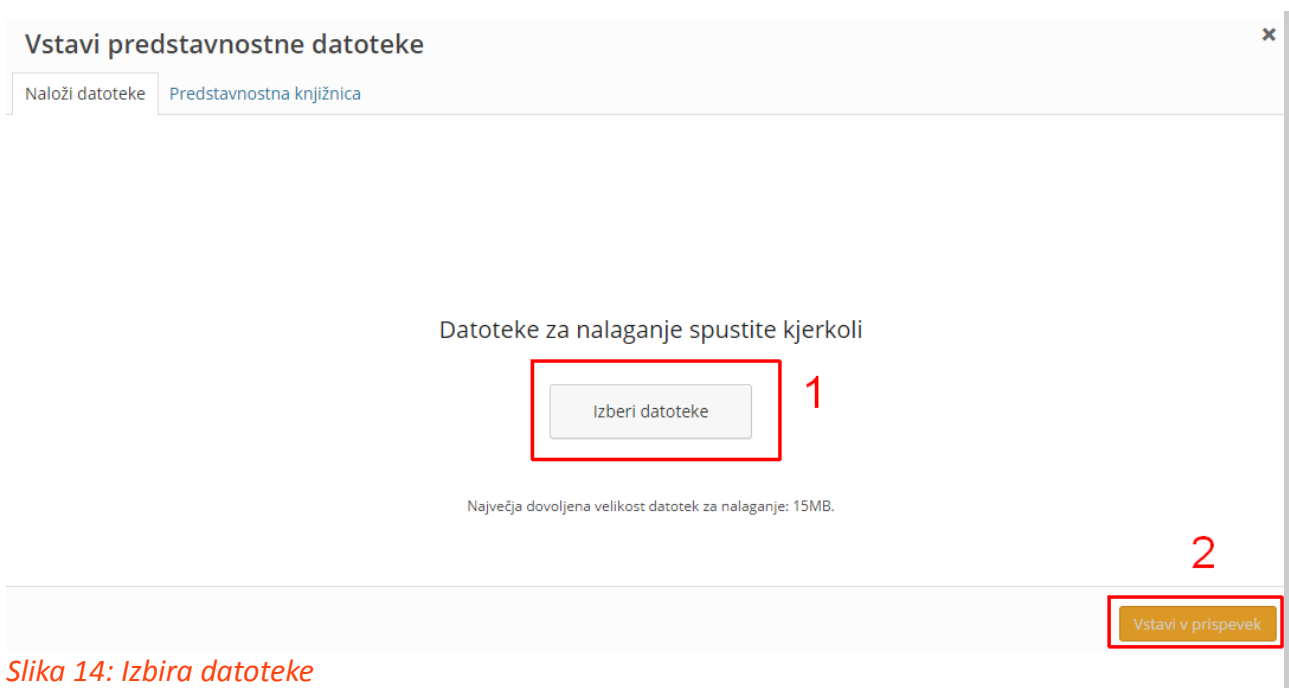 Vstavi predstavnostne datoteke
×
Naloži datoteke Predstavnostna knjižnica
Datoteke za nalaganje spustite kjerkoli
1
Izberi datoteke
Največja dovoljena velikost datotek za nalaganje: 15MB.
2
Vstavi v prispevek
Slika 14: Izbira datoteke